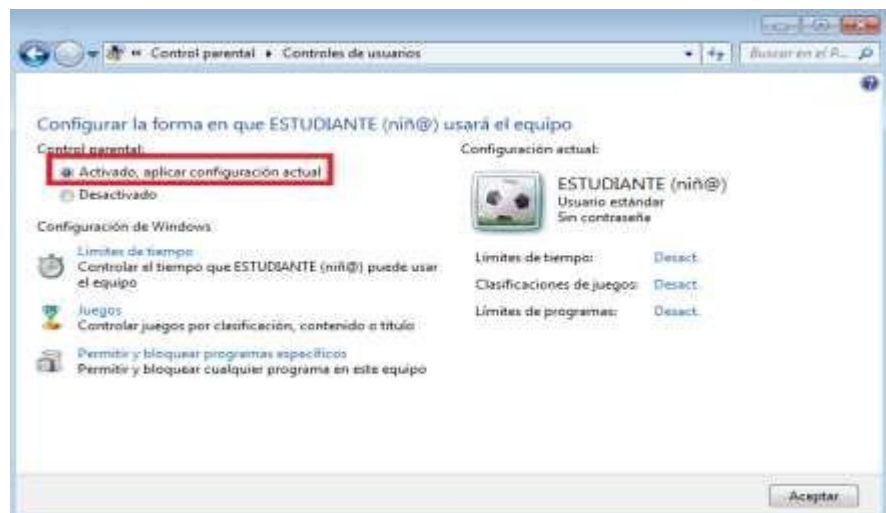 « Control parental ▸ Controles de usuarios
Buscar en el P...
Configurar la forma en que ESTUDIANTE (niñ@) usará el equipo
Control parental:
Activado, aplicar configuración actual
Desactivado
Configuración de Windows
Límites de tiempo
Controlar el tiempo que ESTUDIANTE (niñ@) puede usar
el equipo
Juegos
Controlar juegos por clasificación, contenido o título
Permitir y bloquear programas específicos
Permitir y bloquear cualquier programa en este equipo
Configuración actual:
ESTUDIANTE (niñ@)
Usuario estándar
Sin contraseña
Límites de tiempo: Desact.
Clasificaciones de juegos: Desact.
Límites de programas: Desact.
Aceptar